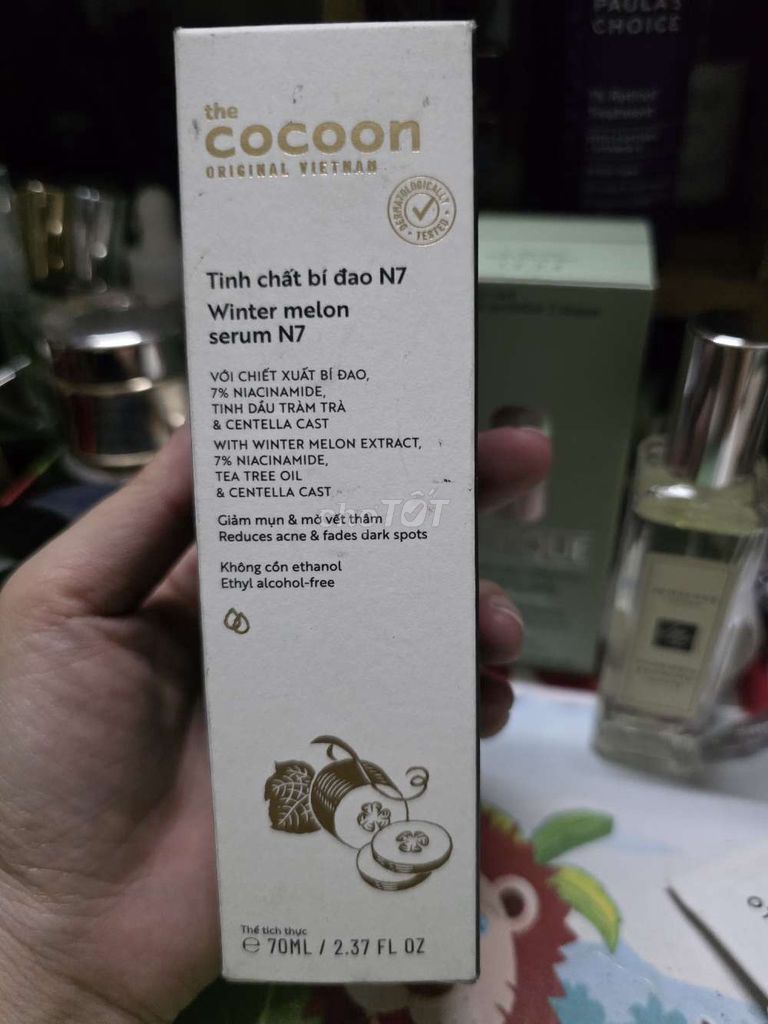 PAULA'S
CHOICE
the
cocoon
ORIGINAL VIETNAM
DERMATOLOGICALLY
TESTED
Tinh chất bí đao N7
Winter melon
serum N7
VỚI CHIẾT XUẤT BÍ ĐAO,
7% NIACINAMIDE,
TINH DẦU TRÀM TRÀ
& CENTELLA CAST
WITH WINTER MELON EXTRACT,
7% NIACINAMIDE,
TEA TREE OIL
& CENTELLA CAST
chợTỐT
Giảm mụn & mờ vết thâm
Reduces acne & fades dark spots
Không cồn ethanol
Ethyl alcohol-free
Thể tích thực
℮ 70ML / 2.37 FL OZ